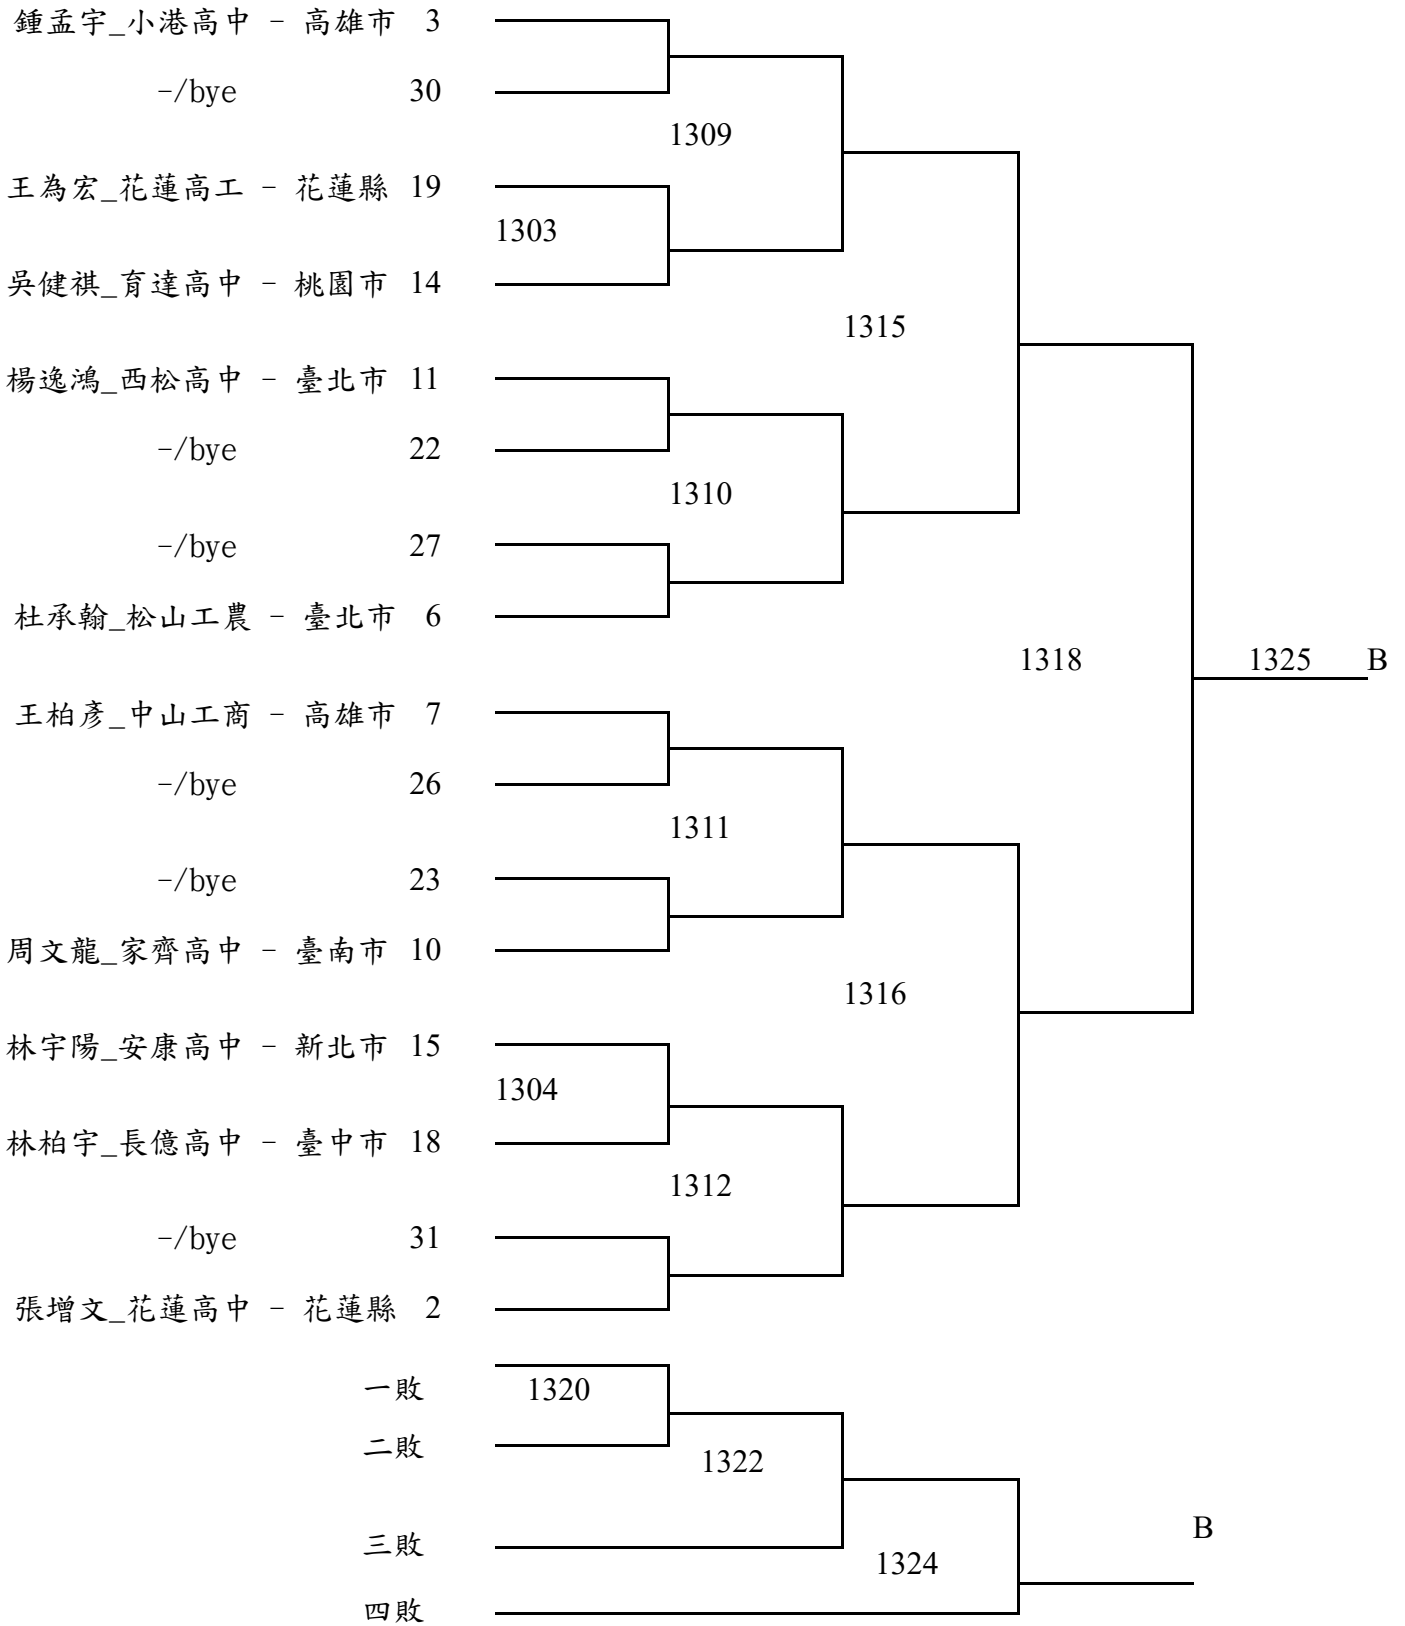 鍾孟宇_小港高中 - 高雄市 3
-/bye 30
1309
王為宏_花蓮高工 - 花蓮縣 19
1303
吳健祺_育達高中 - 桃園市 14
1315
楊逸鴻_西松高中 - 臺北市 11
-/bye 22
1310
-/bye 27
杜承翰_松山工農 - 臺北市 6
1318 1325 B
王柏彥_中山工商 - 高雄市 7
-/bye 26
1311
-/bye 23
周文龍_家齊高中 - 臺南市 10
1316
林宇陽_安康高中 - 新北市 15
1304
林柏宇_長億高中 - 臺中市 18
1312
-/bye 31
張增文_花蓮高中 - 花蓮縣 2
一敗 1320
二敗
1322
B
三敗
1324
四敗